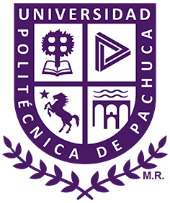 UNIVERSIDAD
POLITÉCNICA DE PACHUCA
M.R.